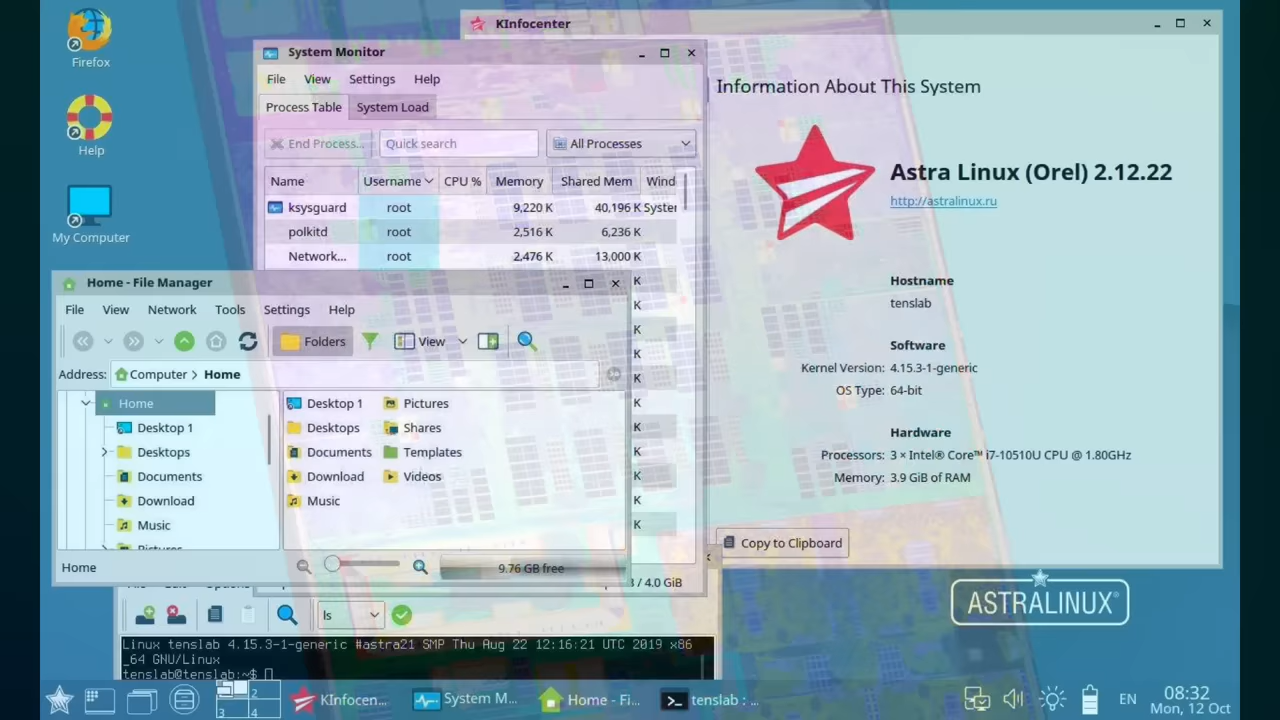 Firefox
Help
My Computer
KInfocenter
Information About This System
Astra Linux (Orel) 2.12.22
http://astralinux.ru
Hostname
tenslab
Software
Kernel Version: 4.15.3-1-generic
OS Type: 64-bit
Hardware
Processors: 3 × Intel® Core™ i7-10510U CPU @ 1.80GHz
Memory: 3.9 GiB of RAM
Copy to Clipboard
System Monitor
File View Settings Help
Process Table System Load
End Process... Quick search All Processes
Name Username CPU % Memory Shared Mem Wind
ksysguard root 9,220 K 40,196 K System
polkitd root 2,516 K 6,236 K
Network... root 2,476 K 13,000 K
K
K
K
K
K
K
K
K
K
K
K
/ 4.0 GiB
Home - File Manager
File View Network Tools Settings Help
Folders View
Address: Computer > Home
Home
Desktop 1
Desktops
Documents
Download
Music
Pictures
Desktop 1 Pictures
Desktops Shares
Documents Templates
Download Videos
Music
Home 9.76 GB free
ls
Linux tenslab 4.15.3-1-generic #astra21 SMP Thu Aug 22 12:16:21 UTC 2019 x86
_64 GNU/Linux
tenslab@tenslab:~$
ASTRALINUX®
2
3 4
KInfocen... System M... Home - Fi... tenslab : ...
EN
08:32
Mon, 12 Oct